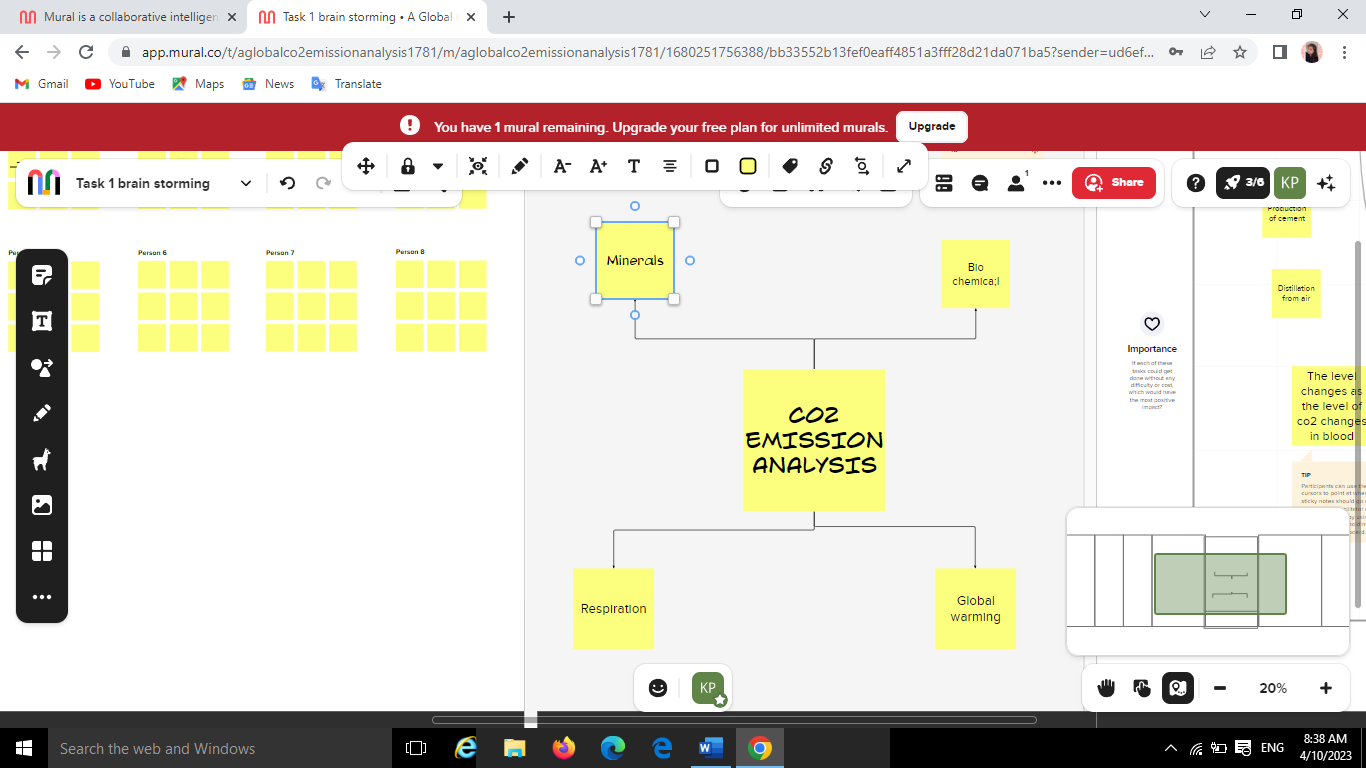 Mural is a collaborative intelligen
Task 1 brain storming • A Global
app.mural.co/t/aglobalco2emissionanalysis1781/m/aglobalco2emissionanalysis1781/1680251756388/bb33552b13fef0eaff4851a3fff28d21da071ba5?sender=ud6ef...
Gmail
YouTube
Maps
News
Translate
You have 1 mural remaining. Upgrade your free plan for unlimited murals.
Upgrade
Task 1 brain storming
A-
A+
T
1
Share
3/6
KP
Person 6
Person 7
Person 8
Minerals
Bio
chemica;l
CO2
EMISSION
ANALYSIS
Respiration
Global
warming
Production
of cement
Distillation
from air
Importance
If each of these
tasks could get
done without any
difficulty or cost,
which would have
the most positive
impact?
The level
changes as
the level of
co2 changes
in blood
TIP
Participants can use the
cursors to point at
sticky notes should go
KP
20%
Search the web and Windows
ENG
8:38 AM
4/10/2023